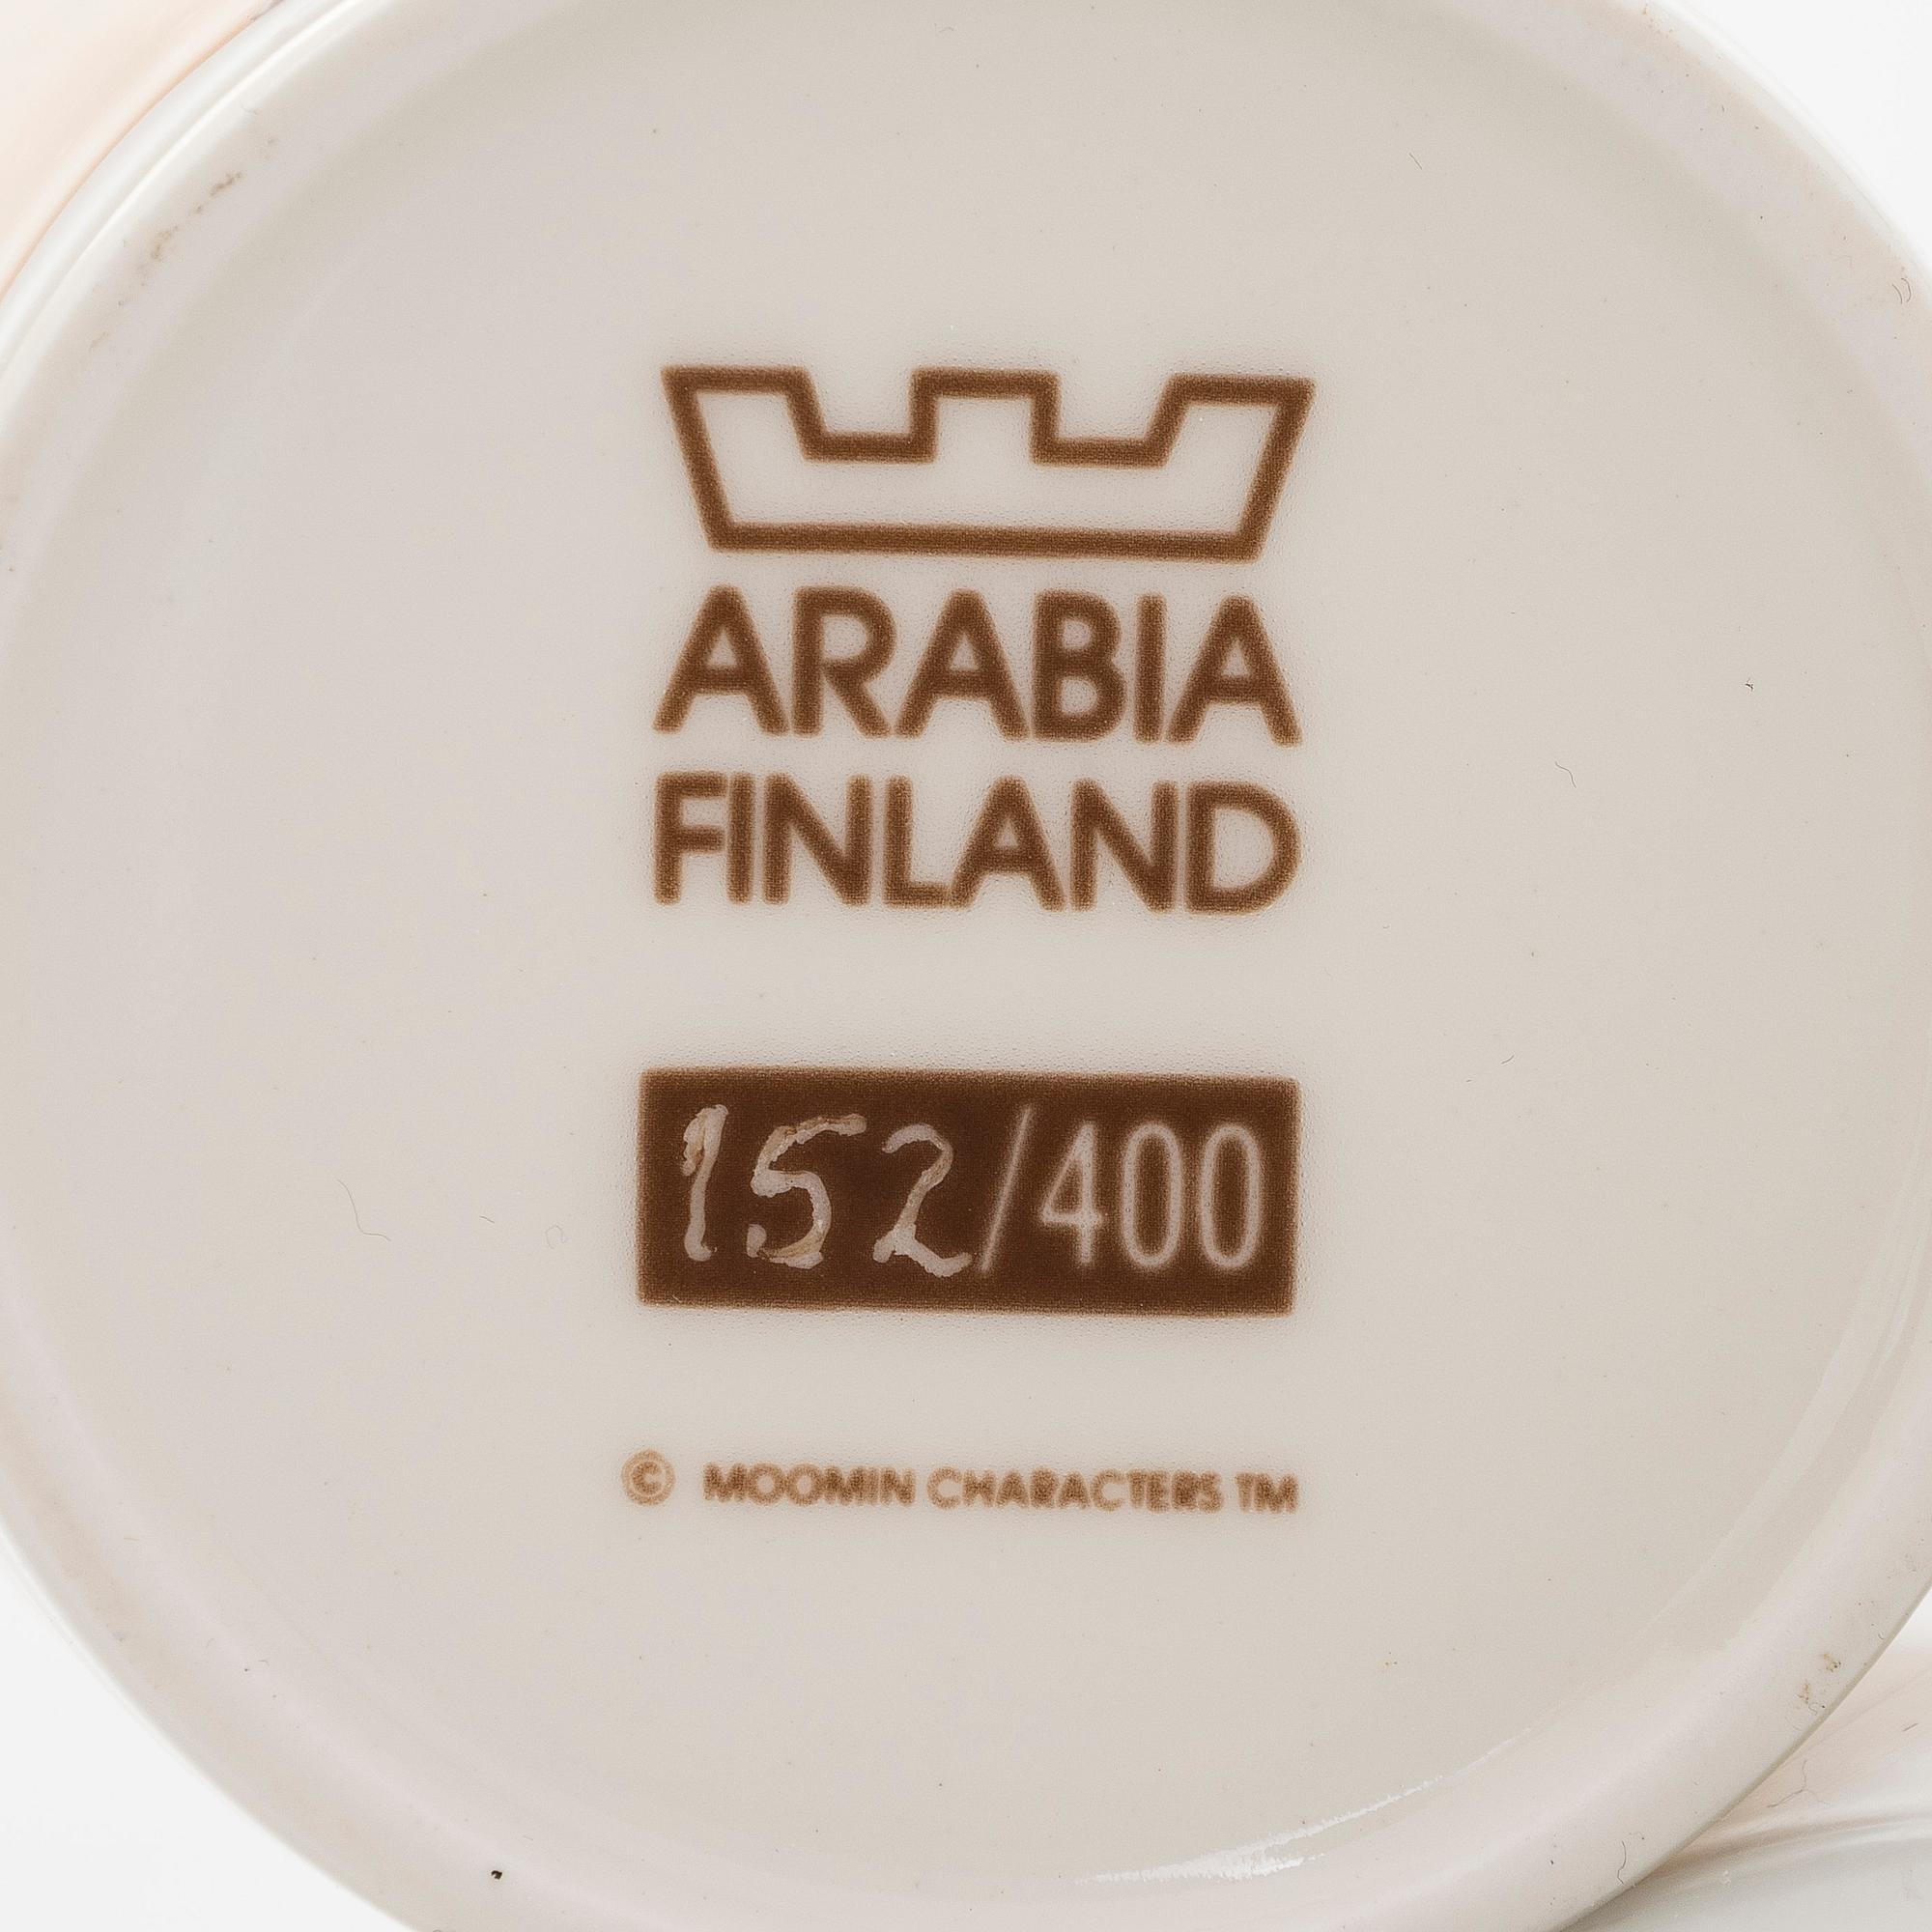 ARABIA
FINLAND
152/400
© MOOMIN CHARACTERS TM